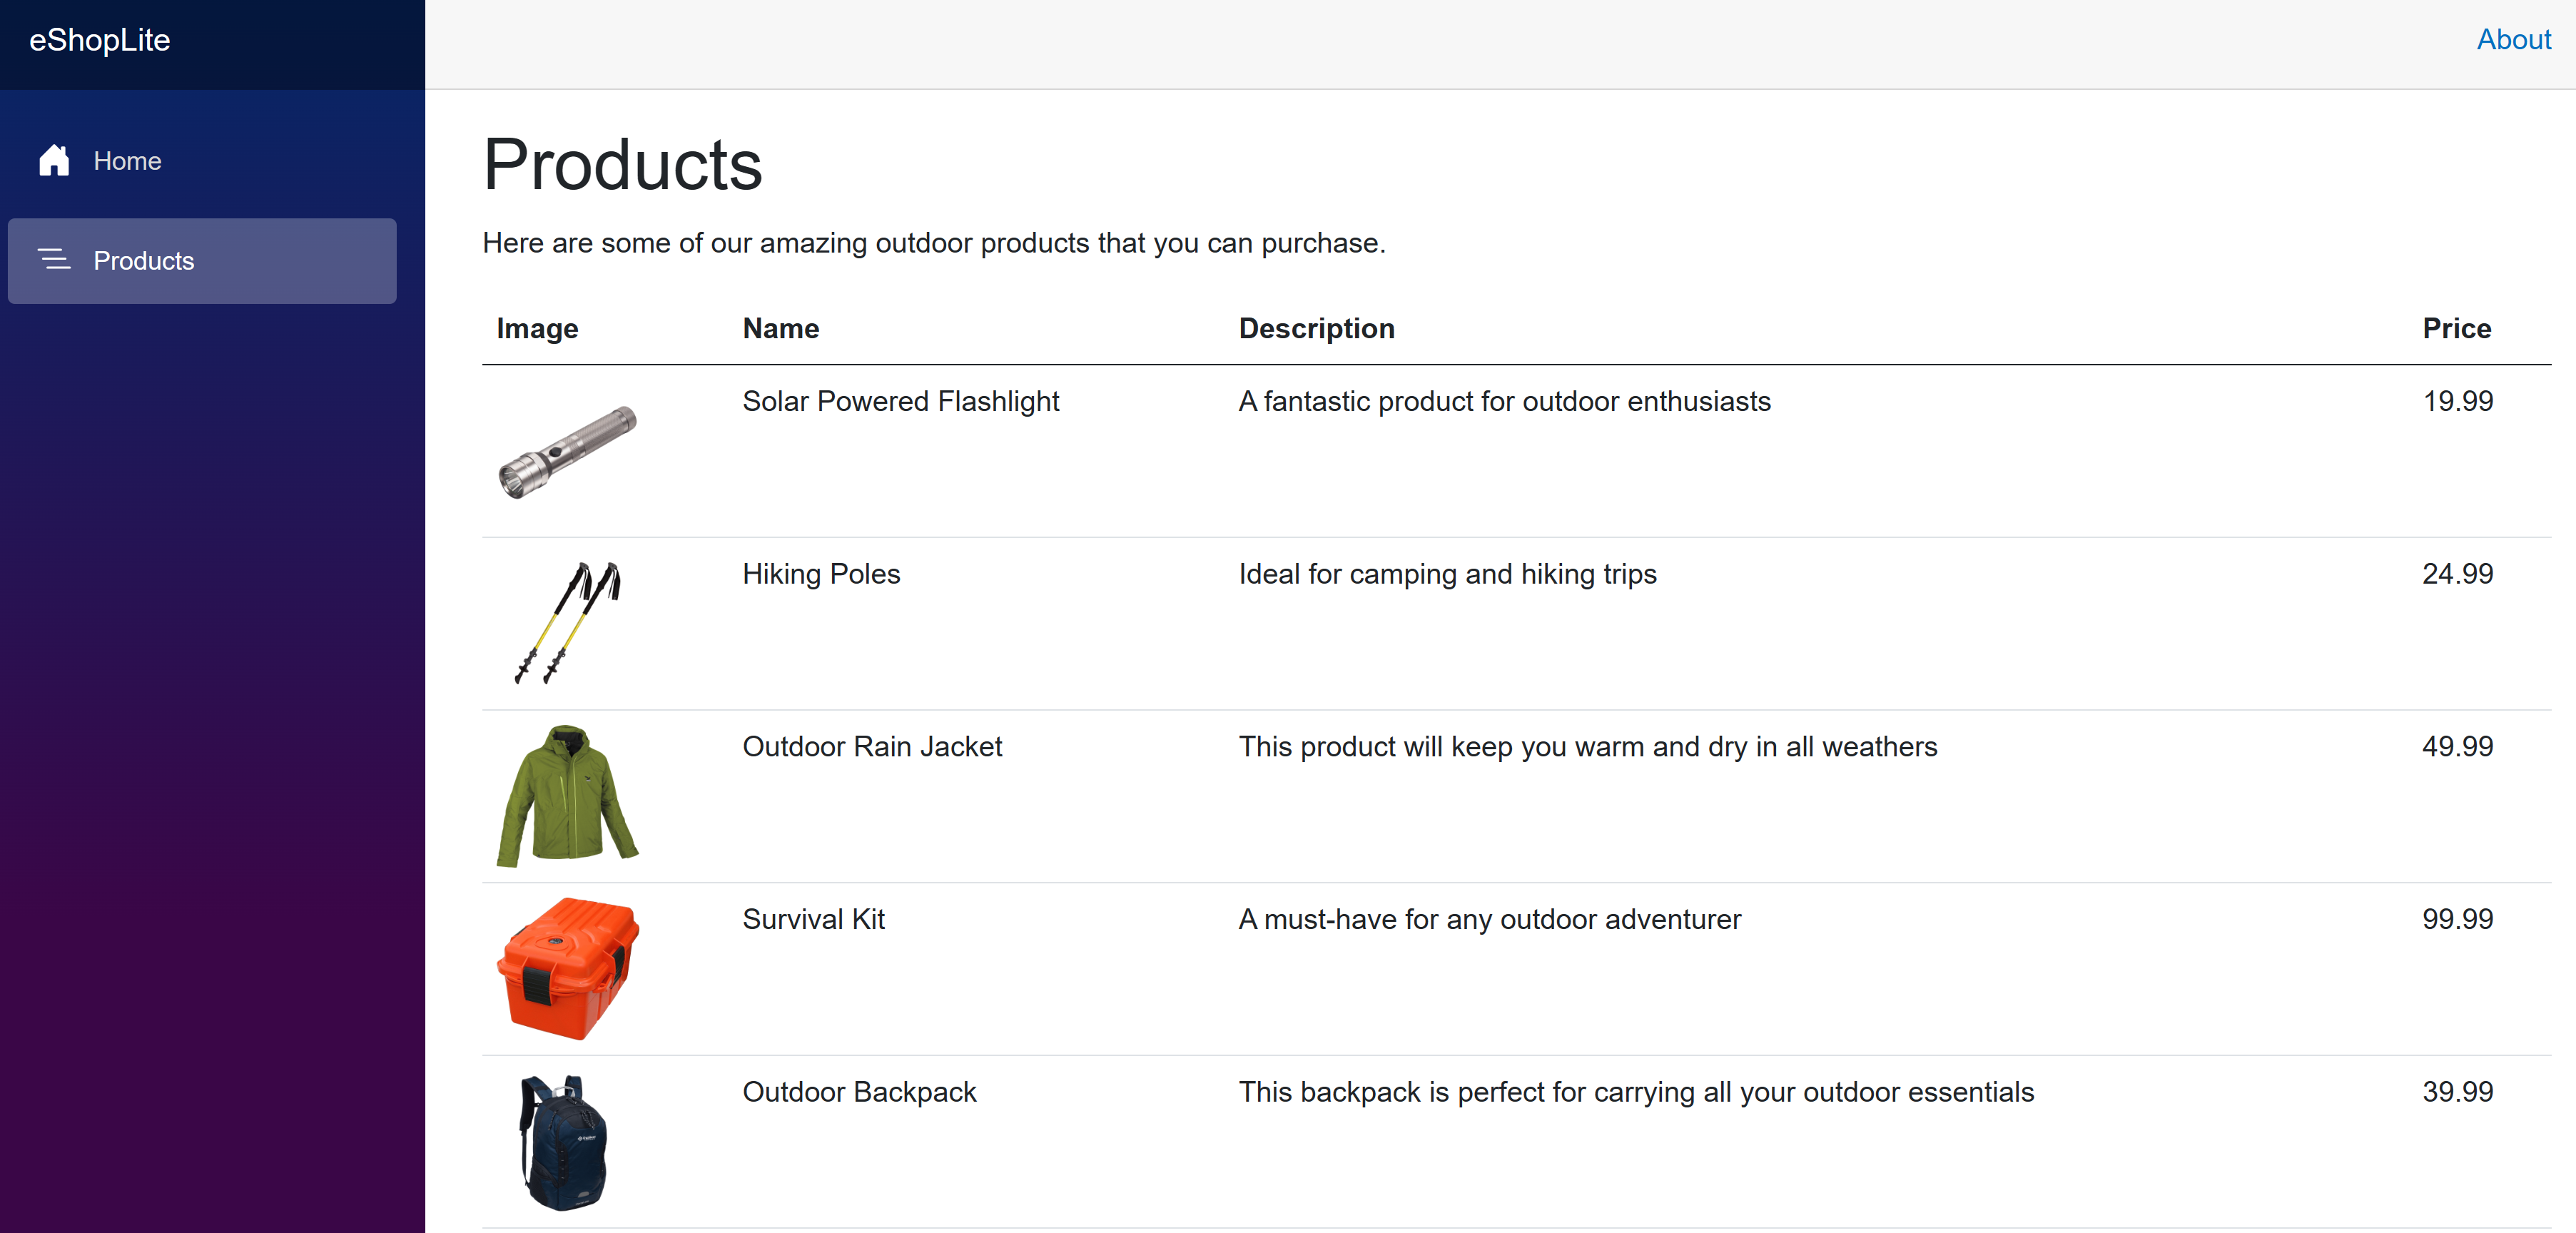 eShopLite
About
Home
Products
Products
Here are some of our amazing outdoor products that you can purchase.
Image Name Description Price
Solar Powered Flashlight A fantastic product for outdoor enthusiasts 19.99
Hiking Poles Ideal for camping and hiking trips 24.99
Outdoor Rain Jacket This product will keep you warm and dry in all weathers 49.99
Survival Kit A must-have for any outdoor adventurer 99.99
Outdoor Backpack This backpack is perfect for carrying all your outdoor essentials 39.99